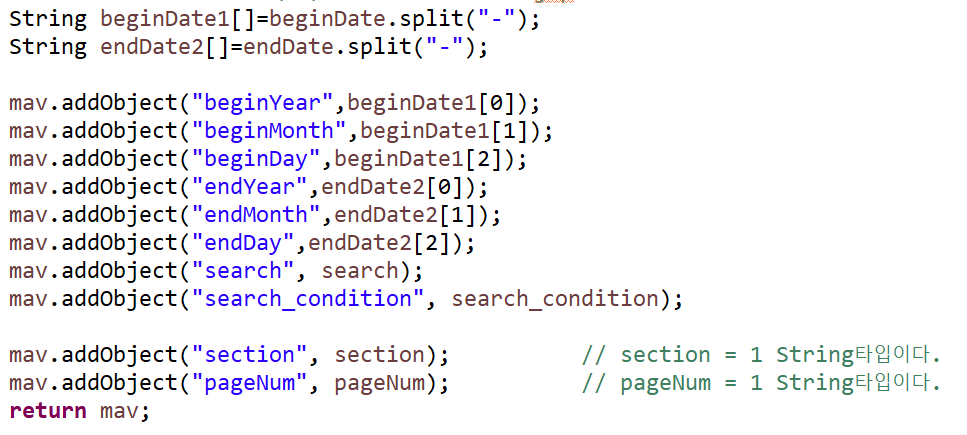 String beginDate1[]=beginDate.split("-");
String endDate2[]=endDate.split("-");
mav.addObject("beginYear",beginDate1[0]);
mav.addObject("beginMonth",beginDate1[1]);
mav.addObject("beginDay",beginDate1[2]);
mav.addObject("endYear",endDate2[0]);
mav.addObject("endMonth",endDate2[1]);
mav.addObject("endDay",endDate2[2]);
mav.addObject("search", search);
mav.addObject("search_condition", search_condition);
mav.addObject("section", section); // section = 1 String타입이다.
mav.addObject("pageNum", pageNum); // pageNum = 1 String타입이다.
return mav;